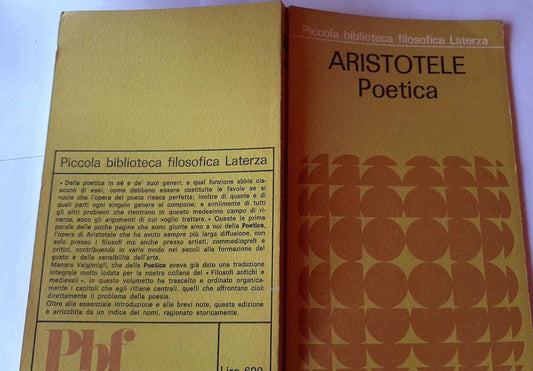 Piccola biblioteca filosofica Laterza
« Della poetica in sé e de' suoi generi, e qual funzione abbia cia-
scuno di essi; come debbano essere costituite le favole se si
vuole che l'opera del poeta riesca perfetta; inoltre di quante e di
quali parti ogni singolo genere si compone; e similmente di tutti
gli altri problemi che rientrano in questo medesimo campo di ri-
cerca, ecco gli argomenti di cui voglio trattare. » Queste le prime
parole delle poche pagine che sono giunte sino a noi della Poetica,
l'opera di Aristotele che ha avuto sempre più larga diffusione, non
solo presso i filosofi ma anche presso artisti, commediografi e
critici, contribuendo in vario modo nei secoli alla formazione del
gusto e della sensibilità dell'arte.
Manara Valgimigli, che della Poetica aveva già dato una traduzione
integrale molto lodata per la nostra collana dei « Filosofi antichi e
medievali », in questo volumetto ha trascelto e ordinato organica-
mente i capitoli che egli ritiene centrali, quelli che affrontano cioè
direttamente il problema della poesia.
Oltre alla essenziale Introduzione e alle brevi note, questa edizione
è arricchita da un Indice dei nomi, ragionato storicamente.
Pbf
Lire 600
Piccola biblioteca filosofica Laterza
ARISTOTELE
Poetica